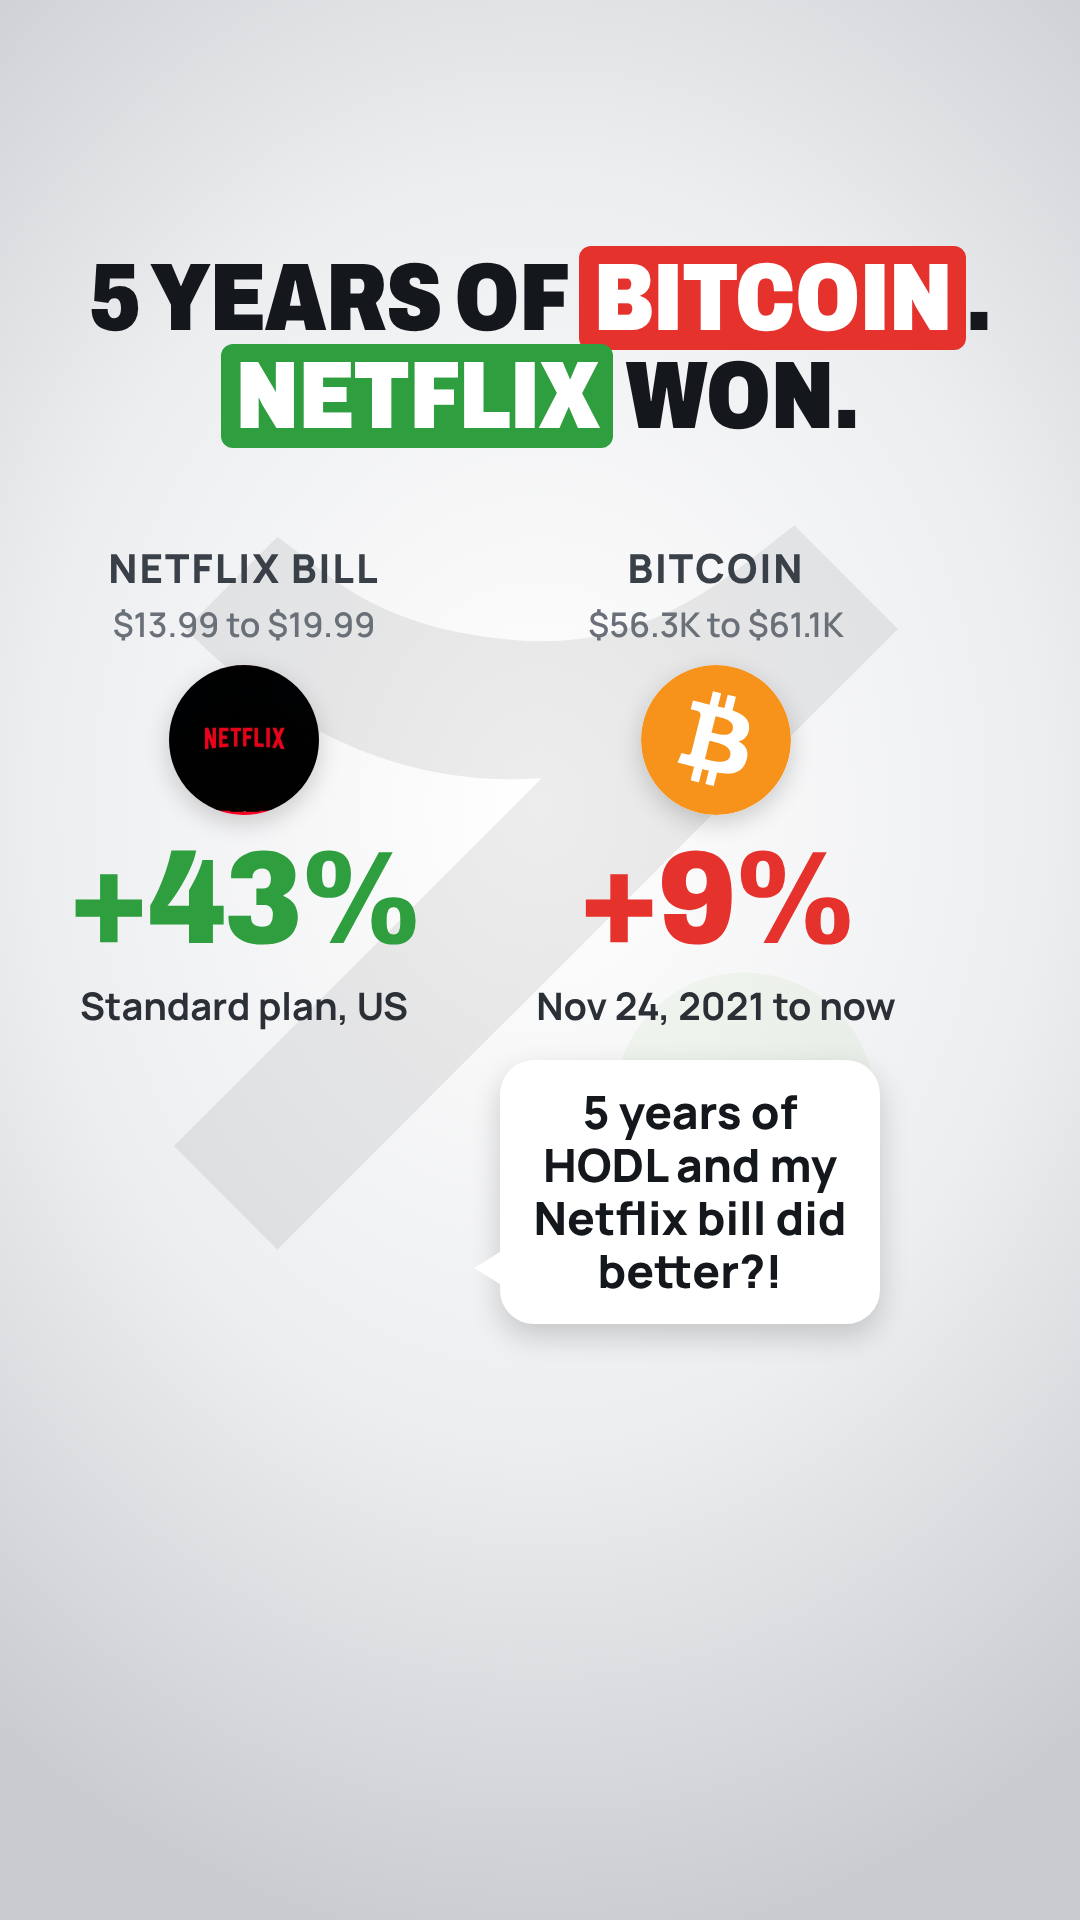 5 YEARS OF BITCOIN.
NETFLIX WON.
NETFLIX BILL
$13.99 to $19.99
NETFLIX
+43%
Standard plan, US
BITCOIN
$56.3K to $61.1K
+9%
Nov 24, 2021 to now
5 years of
HODL and my
Netflix bill did
better?!